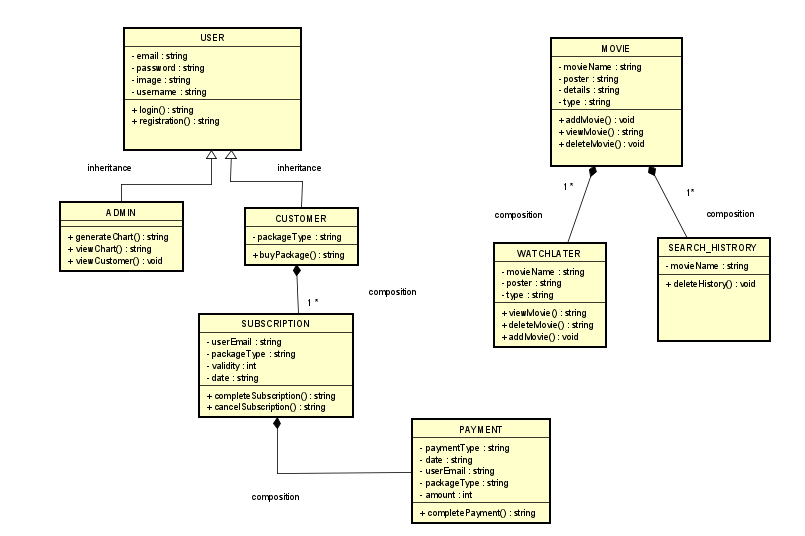 USER
- email : string
- password : string
- image : string
- username : string
+ login() : string
+ registration() : string
MOVIE
- movieName : string
- poster : string
- details : string
- type : string
+ addMovie() : void
+ viewMovie() : string
+ deleteMovie() : void
inheritance
inheritance
ADMIN
+ generateChart() : string
+ viewChart() : string
+ viewCustomer() : void
CUSTOMER
- packageType : string
+ buyPackage() : string
1 *
1*
composition
composition
WATCHLATER
- movieName : string
- poster : string
- type : string
+ viewMovie() : string
+ deleteMovie() : string
+ addMovie() : void
SEARCH_HISTRORY
- movieName : string
+ deleteHistory() : void
composition
1 *
SUBSCRIPTION
- userEmail : string
- packageType : string
- validity : int
- date : string
+ completeSubscription() : string
+ cancelSubscription() : string
PAYMENT
- paymentType : string
- date : string
- userEmail : string
- packageType : string
- amount : int
+ completePayment() : string
composition